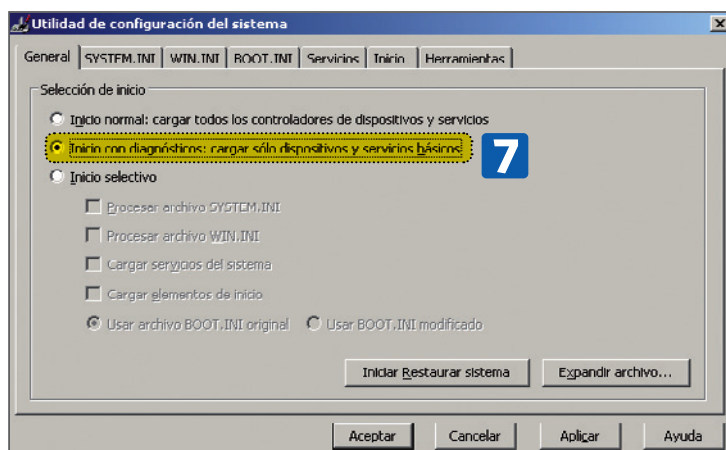 Utilidad de configuración del sistema
General SYSTEM.INI WIN.INI BOOT.INI Servicios Inicio Herramientas
Selección de inicio
Inicio normal: cargar todos los controladores de dispositivos y servicios
Inicio con diagnósticos: cargar sólo dispositivos y servicios básicos
7
Inicio selectivo
Procesar archivo SYSTEM.INI
Procesar archivo WIN.INI
Cargar servicios del sistema
Cargar elementos de inicio
Usar archivo BOOT.INI original Usar BOOT.INI modificado
Iniciar Restaurar sistema Expandir archivo...
Aceptar Cancelar Aplicar Ayuda